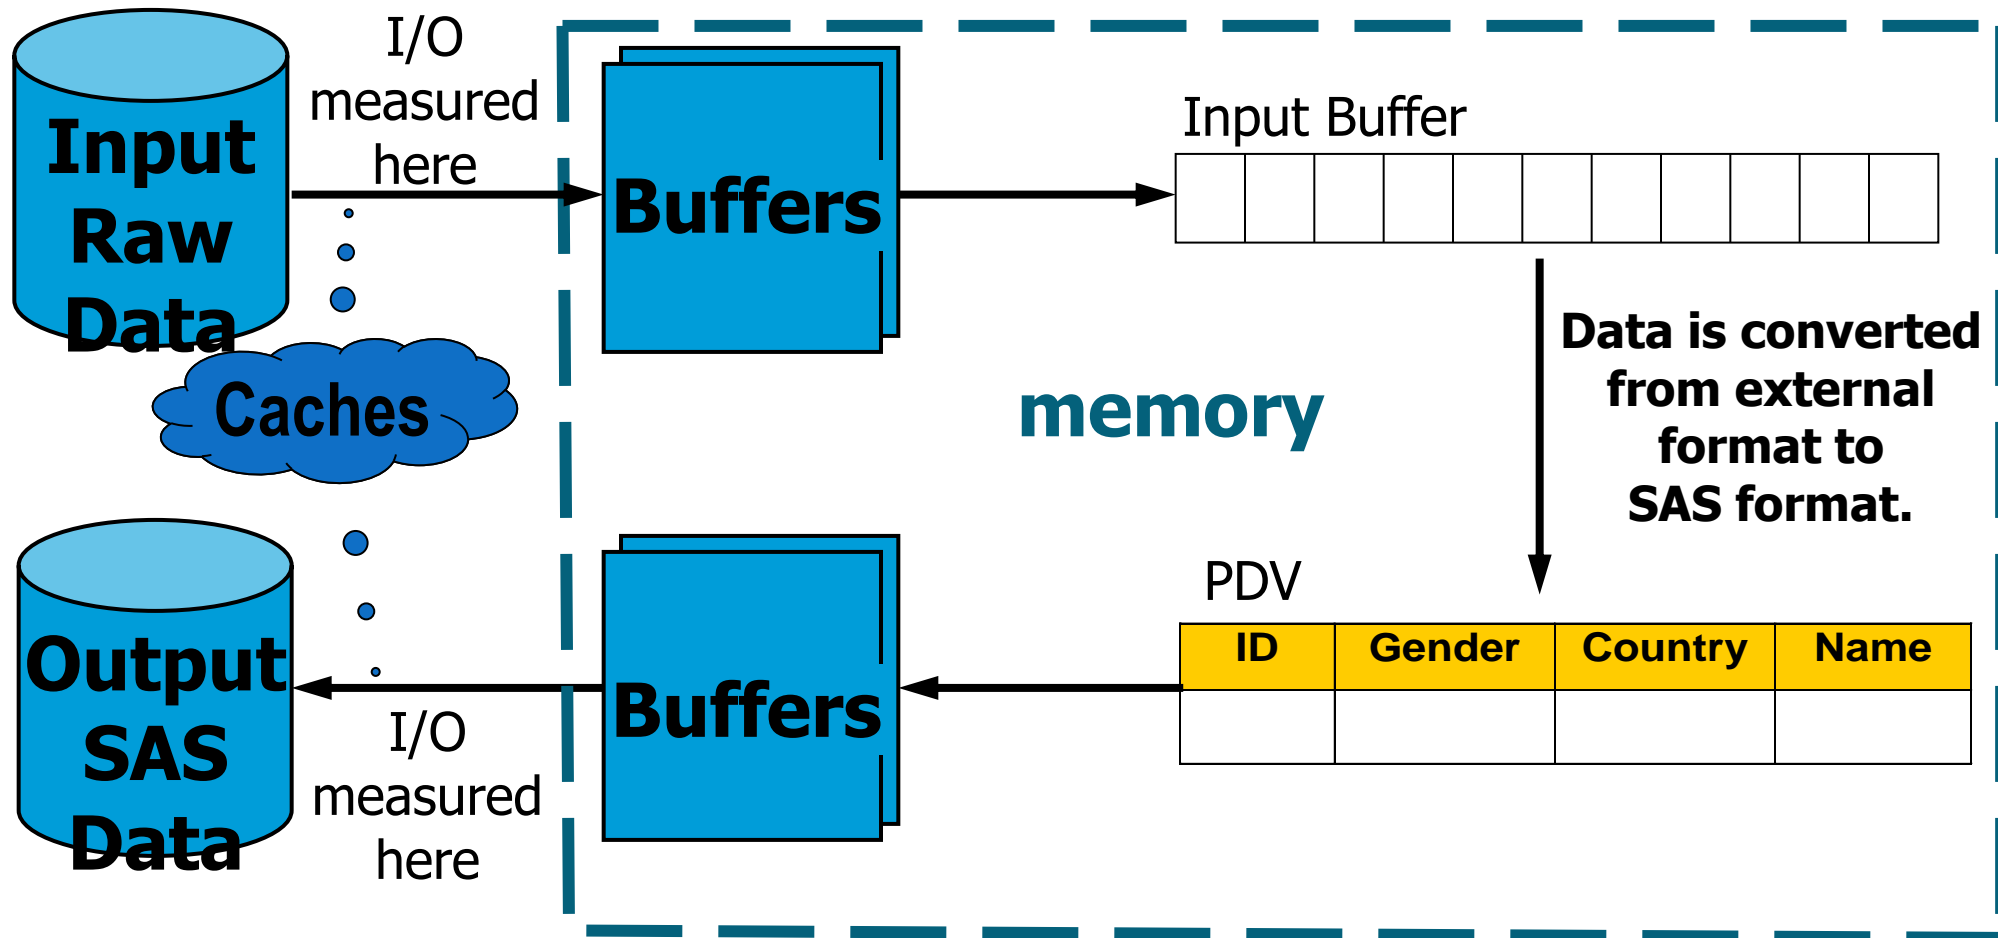 Input
Raw
Data
I/O
measured
here
Buffers
Input Buffer
Data is converted
from external
format to
SAS format.
Caches
memory
Output
SAS
Data
I/O
measured
here
Buffers
PDV
ID Gender Country Name